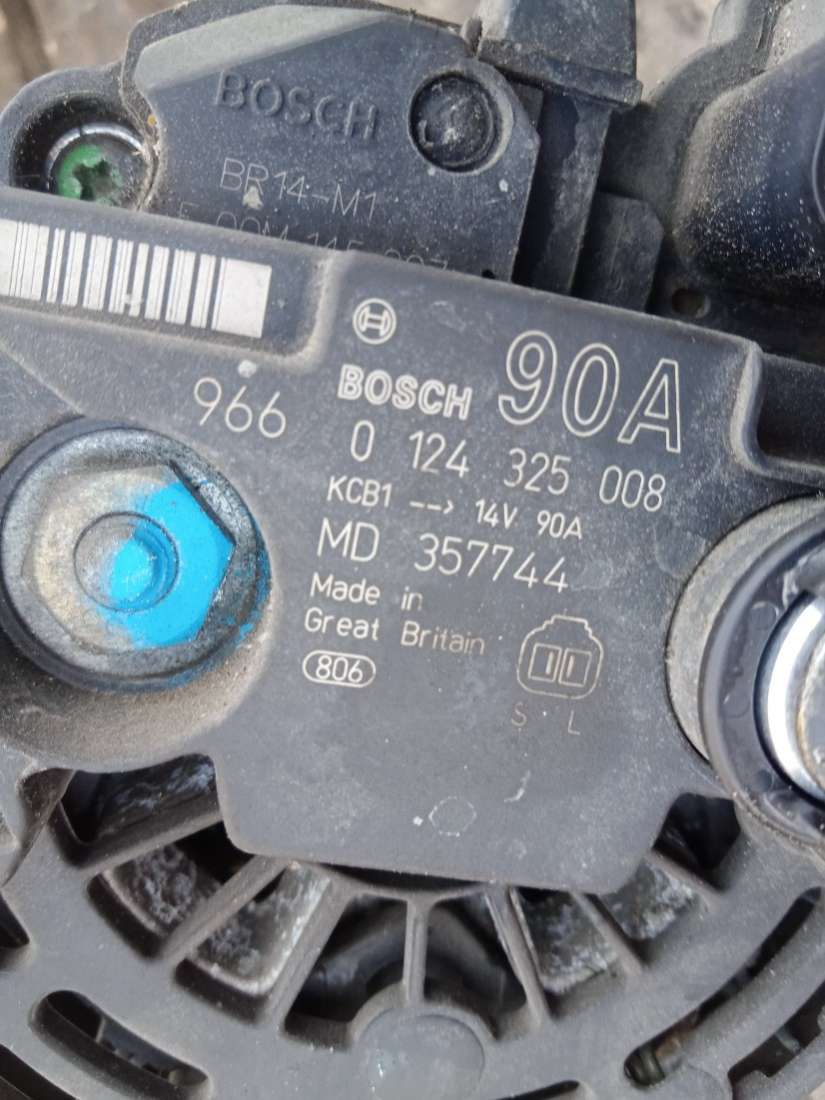 BOSCH
BR14-M1
BOSCH 90A
966
0 124 325 008
KCB1 --> 14V 90A
MD 357744
Made in
Great Britain
806
S L